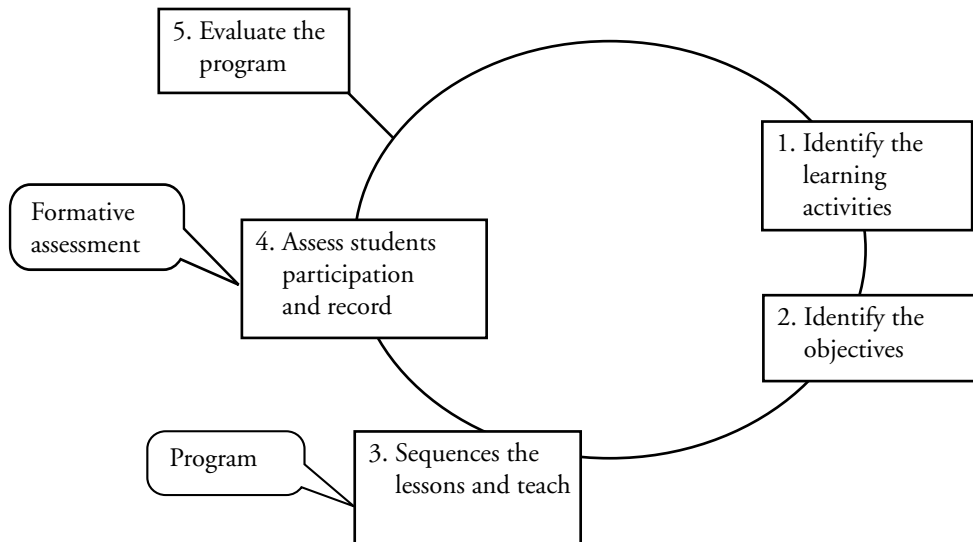 5. Evaluate the
program
1. Identify the
learning
activities
Formative
assessment
4. Assess students
participation
and record
2. Identify the
objectives
Program
3. Sequences the
lessons and teach